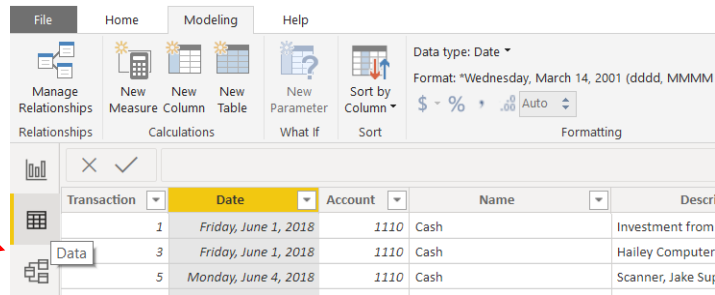 File Home Modeling Help
Manage Relationships
New Measure
New Column
New Table
New Parameter
Sort by Column
Data type: Date
Format: *Wednesday, March 14, 2001 (dddd, MMMM
$ % , .00 Auto
Relationships Calculations What If Sort Formatting
Transaction Date Account Name Descri
1 Friday, June 1, 2018 1110 Cash Investment from
3 Friday, June 1, 2018 1110 Cash Hailey Computer
Data
5 Monday, June 4, 2018 1110 Cash Scanner, Jake Sup